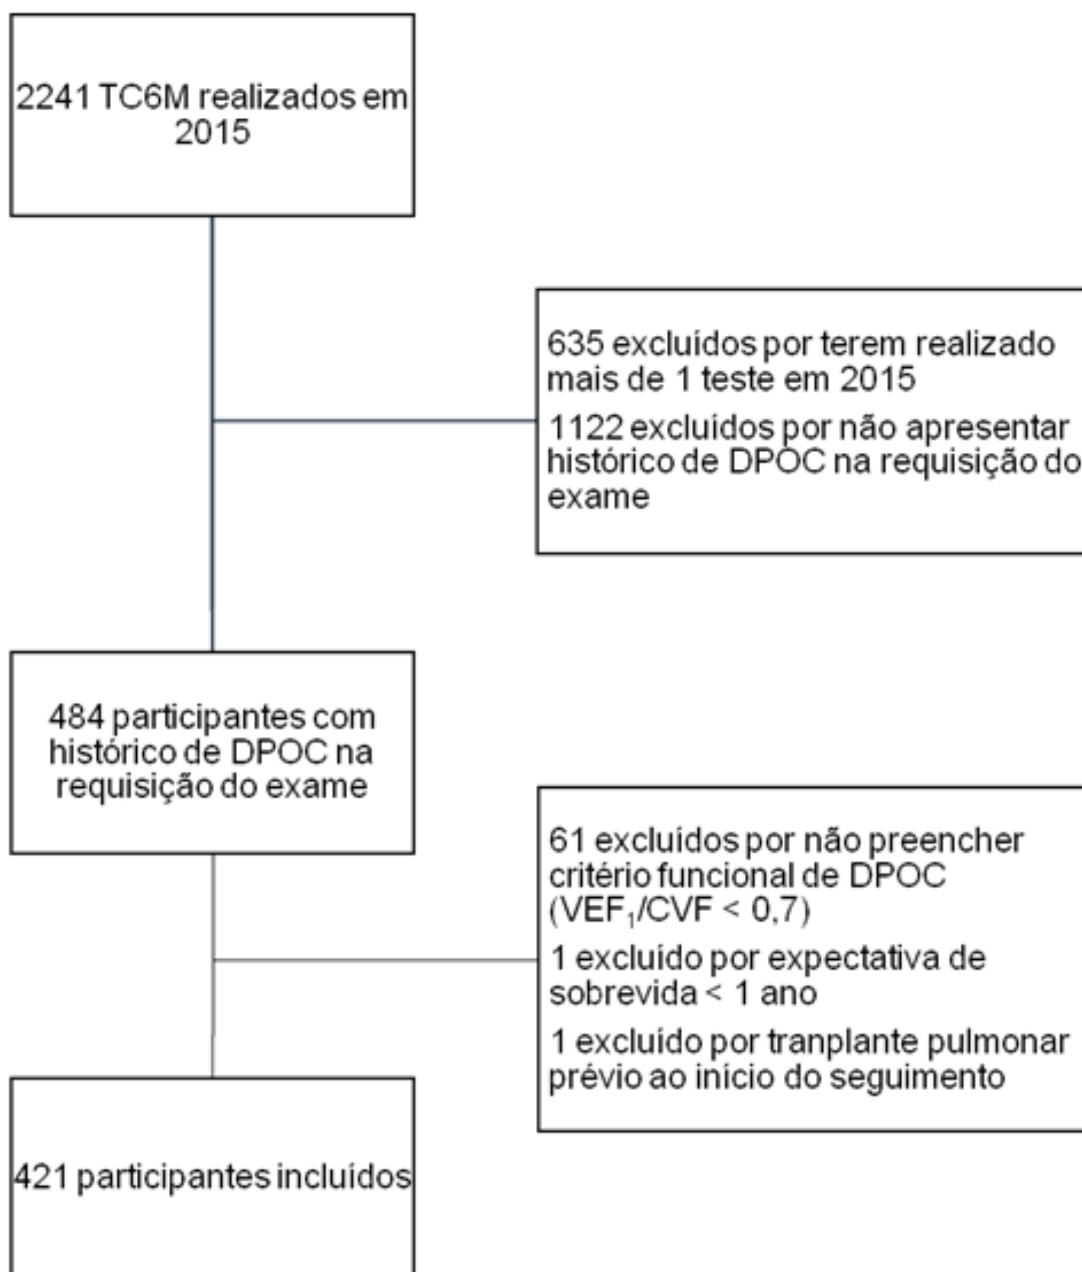 2241 TC6M realizados em
2015
635 excluídos por terem realizado
mais de 1 teste em 2015
1122 excluídos por não apresentar
histórico de DPOC na requisição do
exame
484 participantes com
histórico de DPOC na
requisição do exame
61 excluídos por não preencher
critério funcional de DPOC
(VEF₁/CVF < 0,7)
1 excluído por expectativa de
sobrevida < 1 ano
1 excluído por tranplante pulmonar
prévio ao início do seguimento
421 participantes incluídos